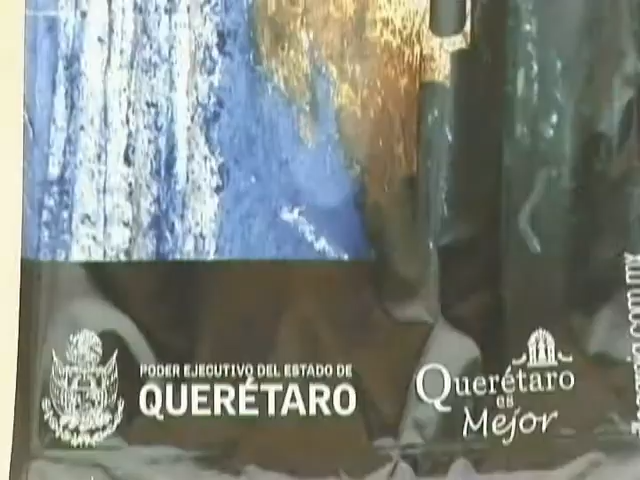 PODER EJECUTIVO DEL ESTADO DE
QUERÉTARO
Querétaro
es
Mejor